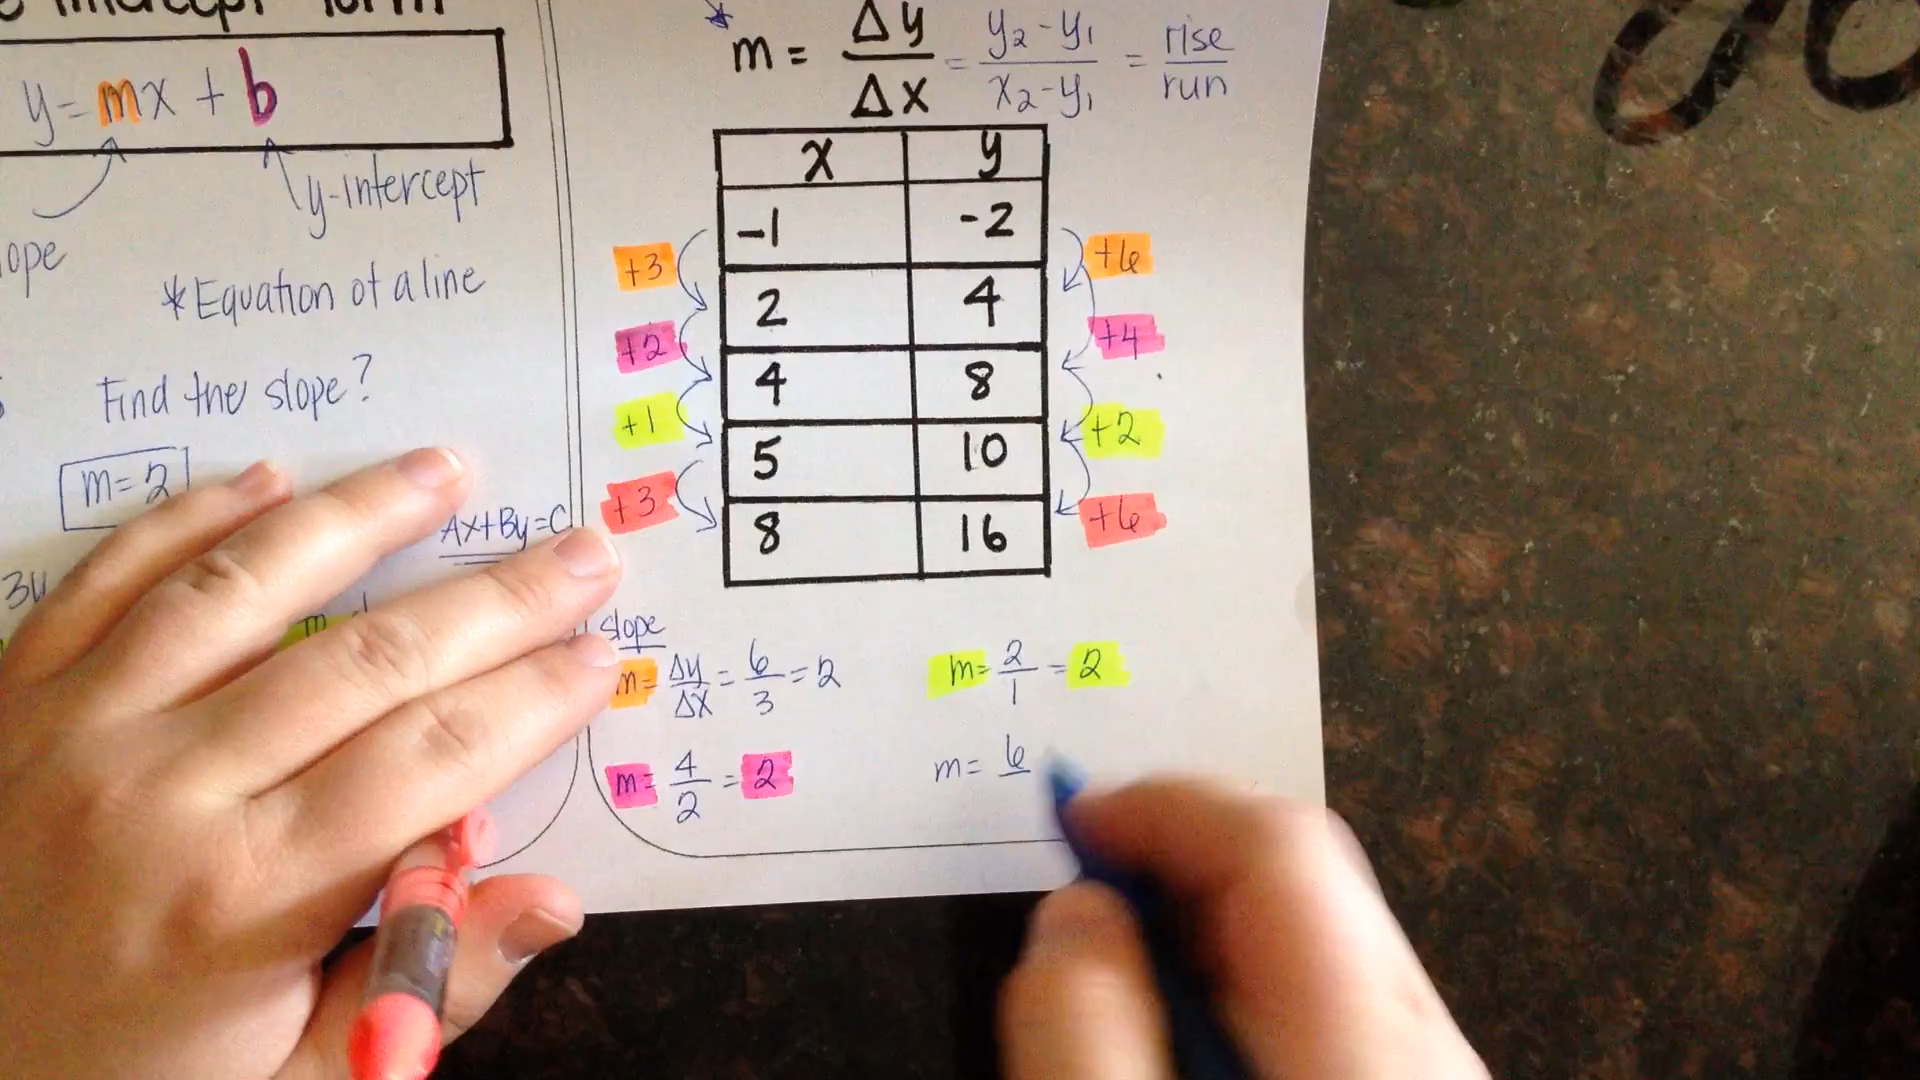 y = mx + b
y-intercept
*Equation of a line
Find the slope?
m = 2
Ax + By = C
m = Δy/Δx = y₂-y₁/x₂-y₁ = rise/run
x y
-1 -2
+3 +6
2 4
+2 +4
4 8
+1 +2
5 10
+3 +6
8 16
slope
m = Δy/Δx = 6/3 = 2
m = 4/2 = 2
m = 2/1 = 2
m = 6